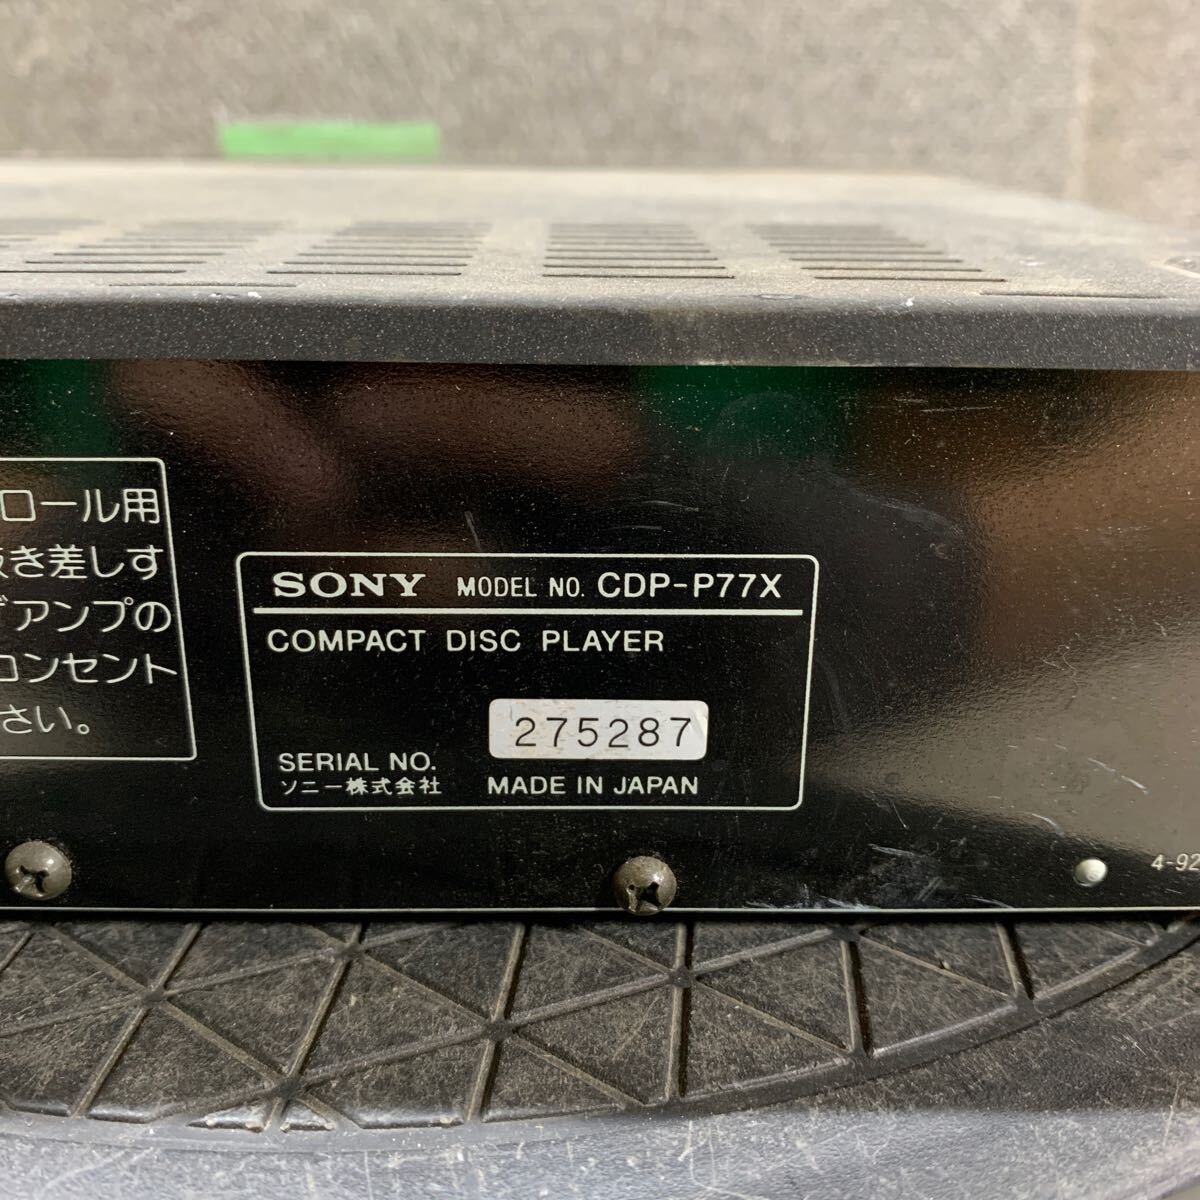 ロール用
き差しす
アンプの
コンセント
さい。
SONY MODEL NO. CDP-P77X
COMPACT DISC PLAYER
275287
SERIAL NO.
ソニー株式会社 MADE IN JAPAN
4-92